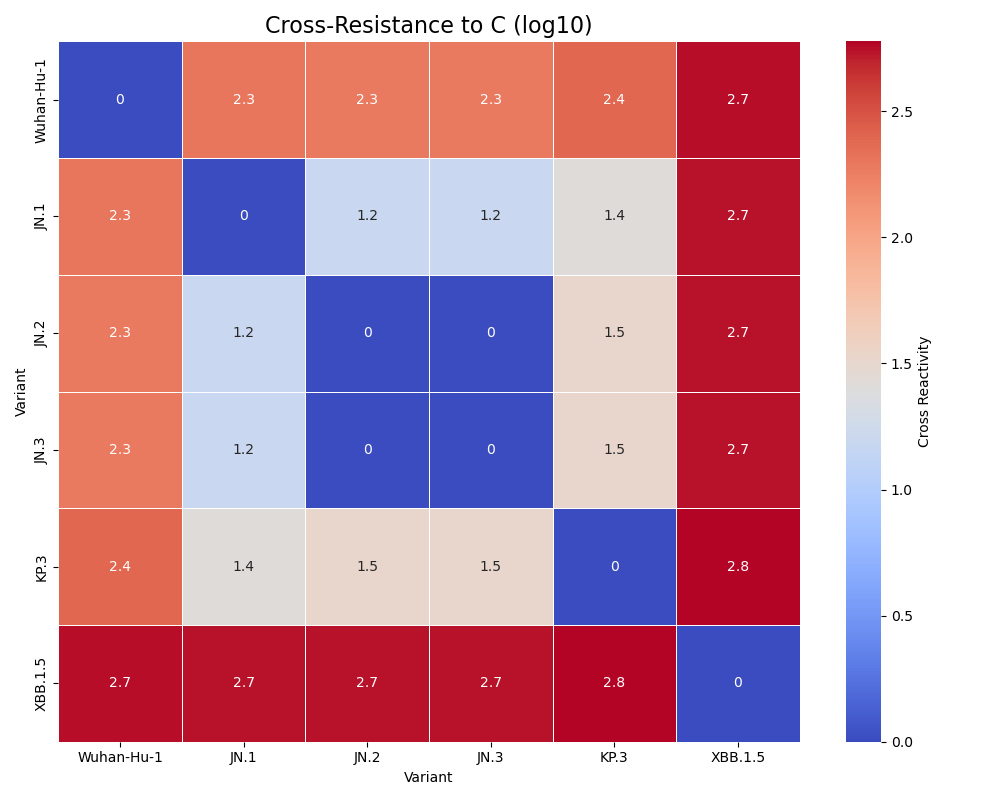 Cross-Resistance to C (log10)
Wuhan-Hu-1 0 2.3 2.3 2.3 2.4 2.7
JN.1 2.3 0 1.2 1.2 1.4 2.7
JN.2 2.3 1.2 0 0 1.5 2.7
JN.3 2.3 1.2 0 0 1.5 2.7
KP.3 2.4 1.4 1.5 1.5 0 2.8
XBB.1.5 2.7 2.7 2.7 2.7 2.8 0
Variant
Wuhan-Hu-1 JN.1 JN.2 JN.3 KP.3 XBB.1.5
Variant
2.5
2.0
1.5
1.0
0.5
0.0
Cross Reactivity